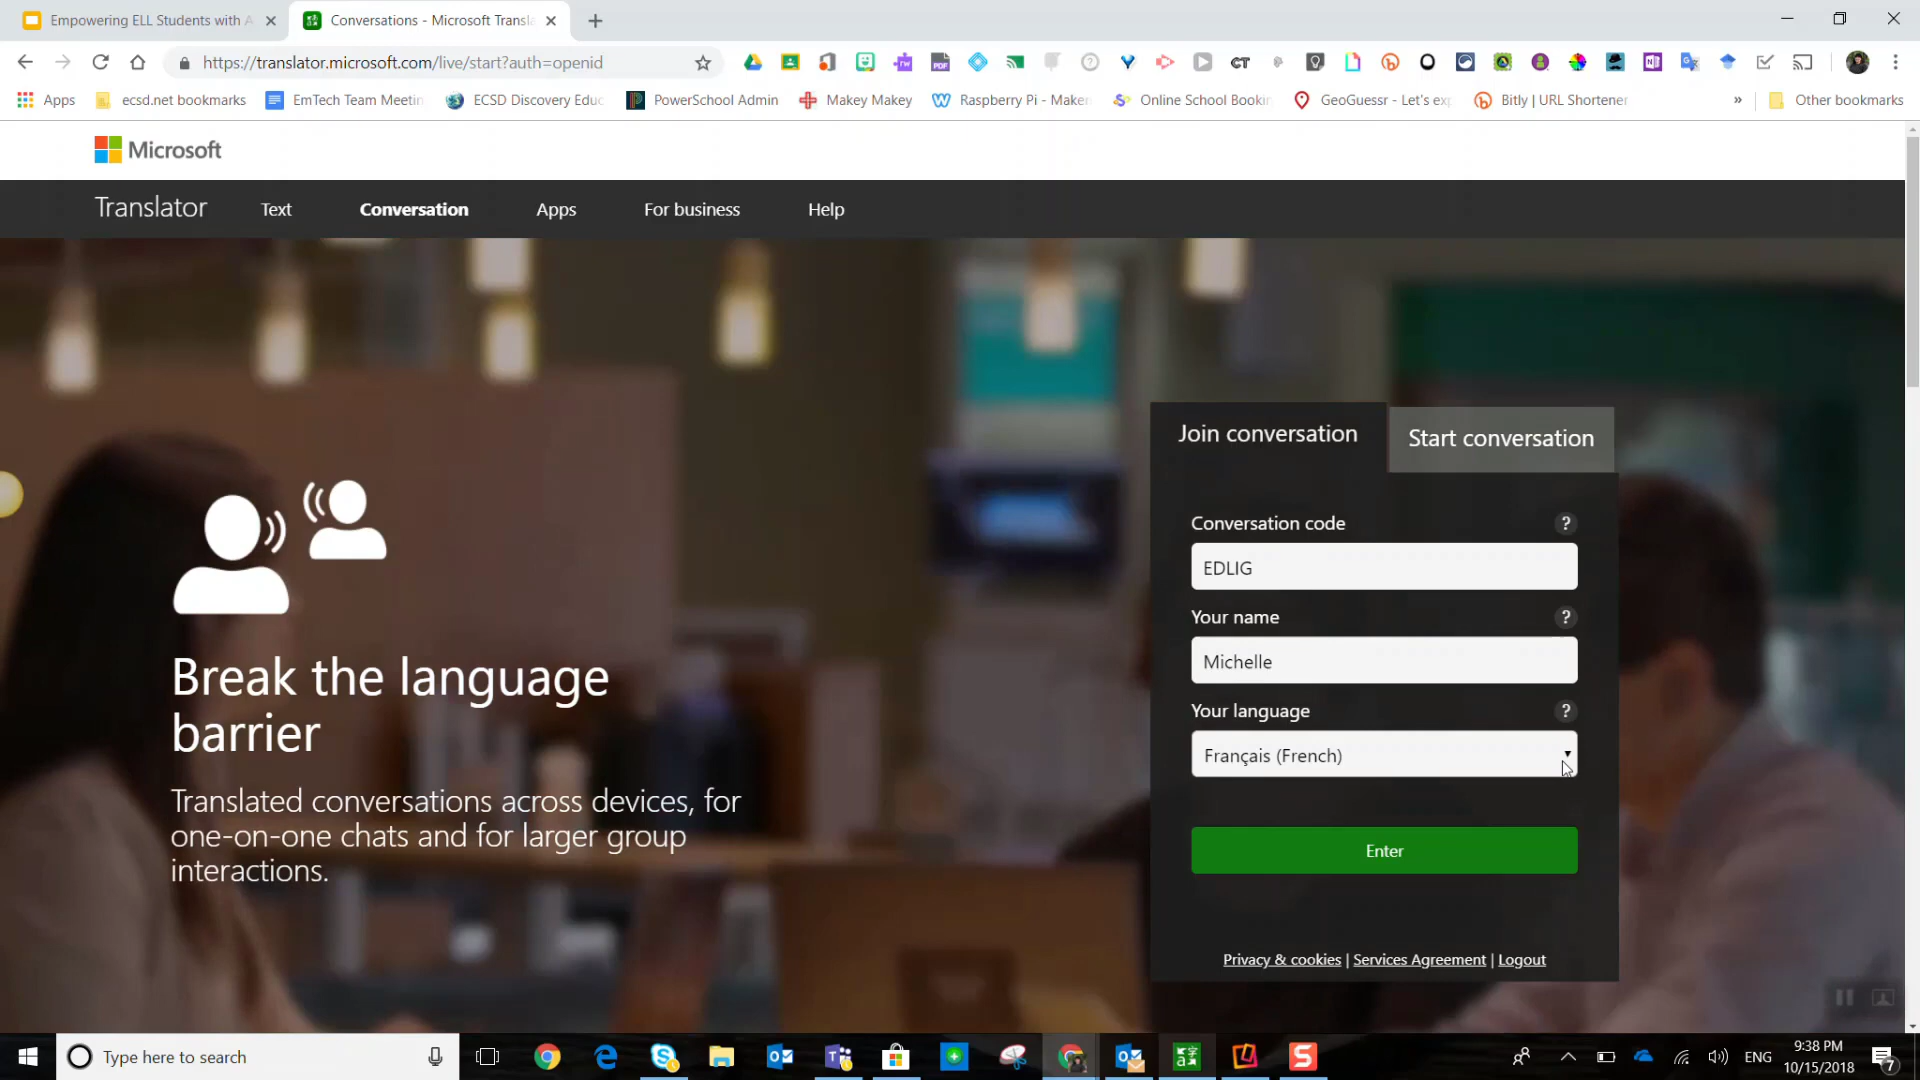 Empowering ELL Students with A
Conversations - Microsoft Transla
https://translator.microsoft.com/live/start?auth=openid
Apps
ecsd.net bookmarks
EmTech Team Meetin
ECSD Discovery Educ
PowerSchool Admin
Makey Makey
Raspberry Pi - Make
Online School Bookin
GeoGuessr - Let's exp
Bitly | URL Shortener
»
Other bookmarks
Microsoft
Translator
Text
Conversation
Apps
For business
Help
Join conversation
Start conversation
Conversation code
?
EDLIG
Your name
?
Michelle
Your language
?
Français (French)
Enter
Privacy & cookies | Services Agreement | Logout
Break the language
barrier
Translated conversations across devices, for
one-on-one chats and for larger group
interactions.
Type here to search
ENG
9:38 PM
10/15/2018
7